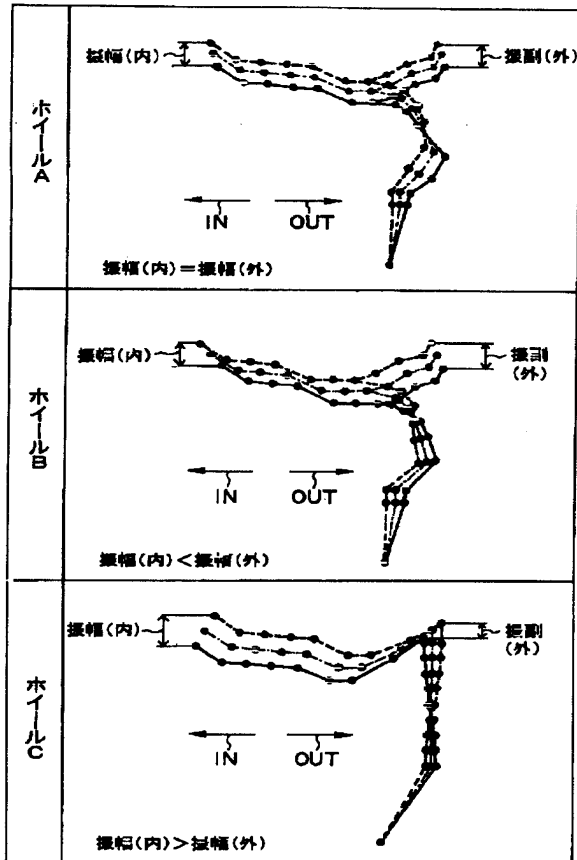 ホイールA
振幅(内)
振副(外)
IN
OUT
振幅(内)=振幅(外)
ホイールB
振幅(内)
振副
(外)
IN
OUT
振幅(内)<振幅(外)
ホイールC
振幅(内)
振副
(外)
IN
OUT
振幅(内)>振幅(外)